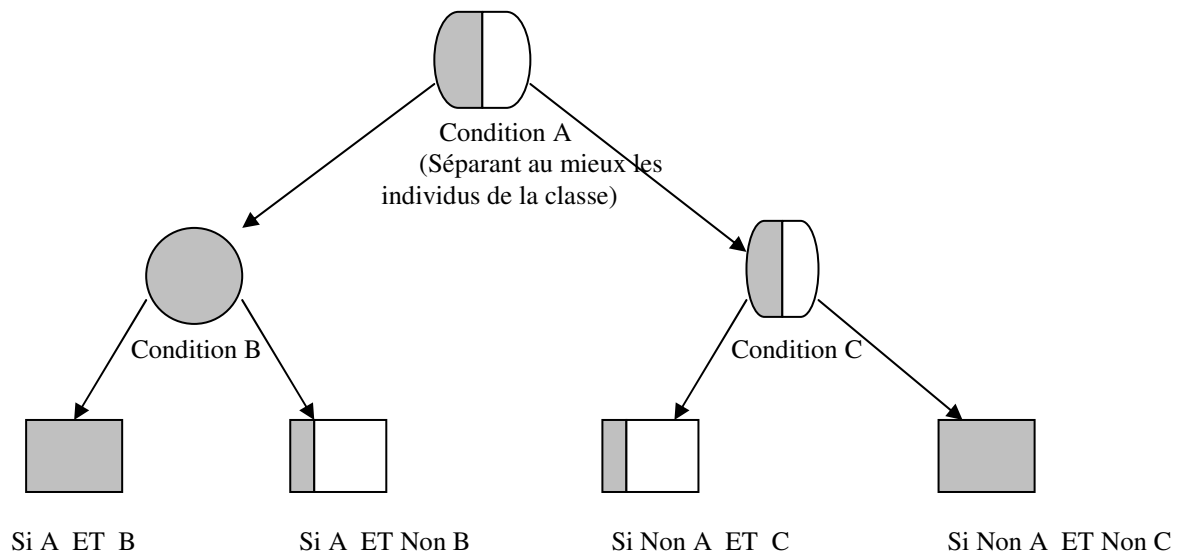 Condition A
(Séparant au mieux les
individus de la classe)
Condition B
Condition C
Si A ET B
Si A ET Non B
Si Non A ET C
Si Non A ET Non C